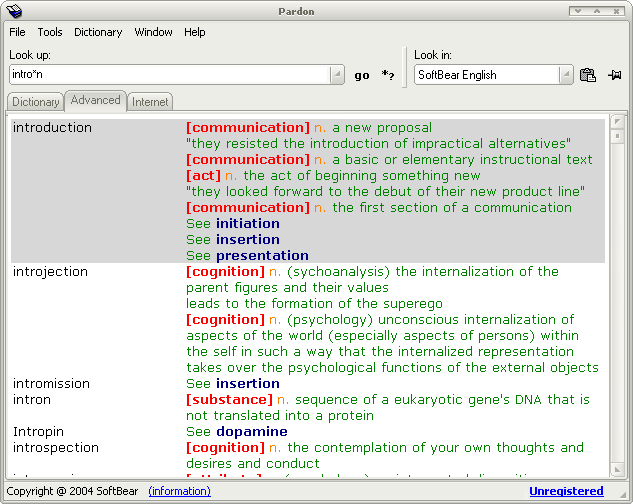 Pardon
File Tools Dictionary Window Help
Look up: Look in:
intro*n go *? SoftBear English
Dictionary Advanced Internet
introduction [communication] n. a new proposal
"they resisted the introduction of impractical alternatives"
[communication] n. a basic or elementary instructional text
[act] n. the act of beginning something new
"they looked forward to the debut of their new product line"
[communication] n. the first section of a communication
See initiation
See insertion
See presentation
introjection [cognition] n. (sychoanalysis) the internalization of the
parent figures and their values
leads to the formation of the superego
[cognition] n. (psychology) unconscious internalization of
aspects of the world (especially aspects of persons) within
the self in such a way that the internalized representation
takes over the psychological functions of the external objects
intromission See insertion
intron [substance] n. sequence of a eukaryotic gene's DNA that is
not translated into a protein
Intropin See dopamine
introspection [cognition] n. the contemplation of your own thoughts and
desires and conduct
Copyright @ 2004 SoftBear (information) Unregistered